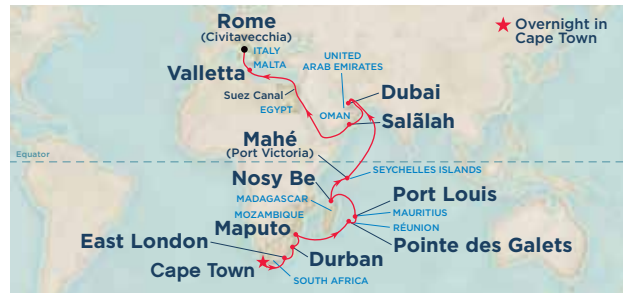 Rome
(Civitavecchia)
★ Overnight in
Cape Town
ITALY
MALTA
Valletta
UNITED
ARAB EMIRATES
Suez Canal
Dubai
EGYPT
OMAN
Salãlah
Mahé
(Port Victoria)
Equator
SEYCHELLES ISLANDS
Nosy Be
MADAGASCAR
Port Louis
MOZAMBIQUE
MAURITIUS
Maputo
RÉUNION
East London
Pointe des Galets
Durban
Cape Town
SOUTH AFRICA